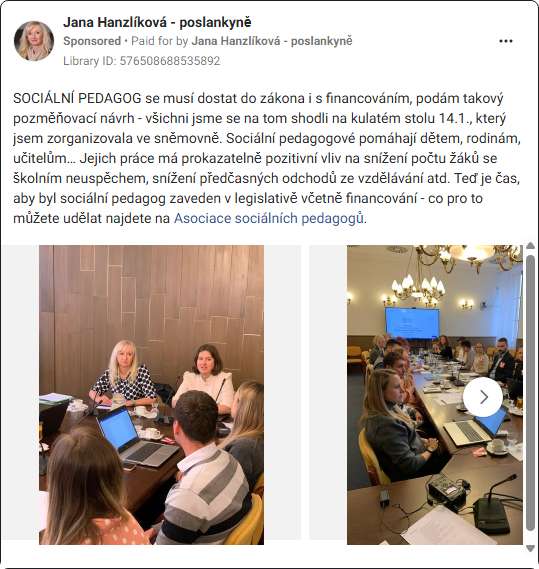 Jana Hanzlíková - poslankyně
Sponsored • Paid for by Jana Hanzlíková - poslankyně
Library ID: 576508688535892
SOCIÁLNÍ PEDAGOG se musí dostat do zákona i s financováním, podám takový
pozměňovací návrh - všichni jsme se na tom shodli na kulatém stolu 14.1., který
jsem zorganizovala ve sněmovně. Sociální pedagogové pomáhají dětem, rodinám,
učitelům... Jejich práce má prokazatelně pozitivní vliv na snížení počtu žáků se
školním neuspěchem, snížení předčasných odchodů ze vzdělávání atd. Teď je čas,
aby byl sociální pedagog zaveden v legislativě včetně financování - co pro to
můžete udělat najdete na Asociace sociálních pedagogů.